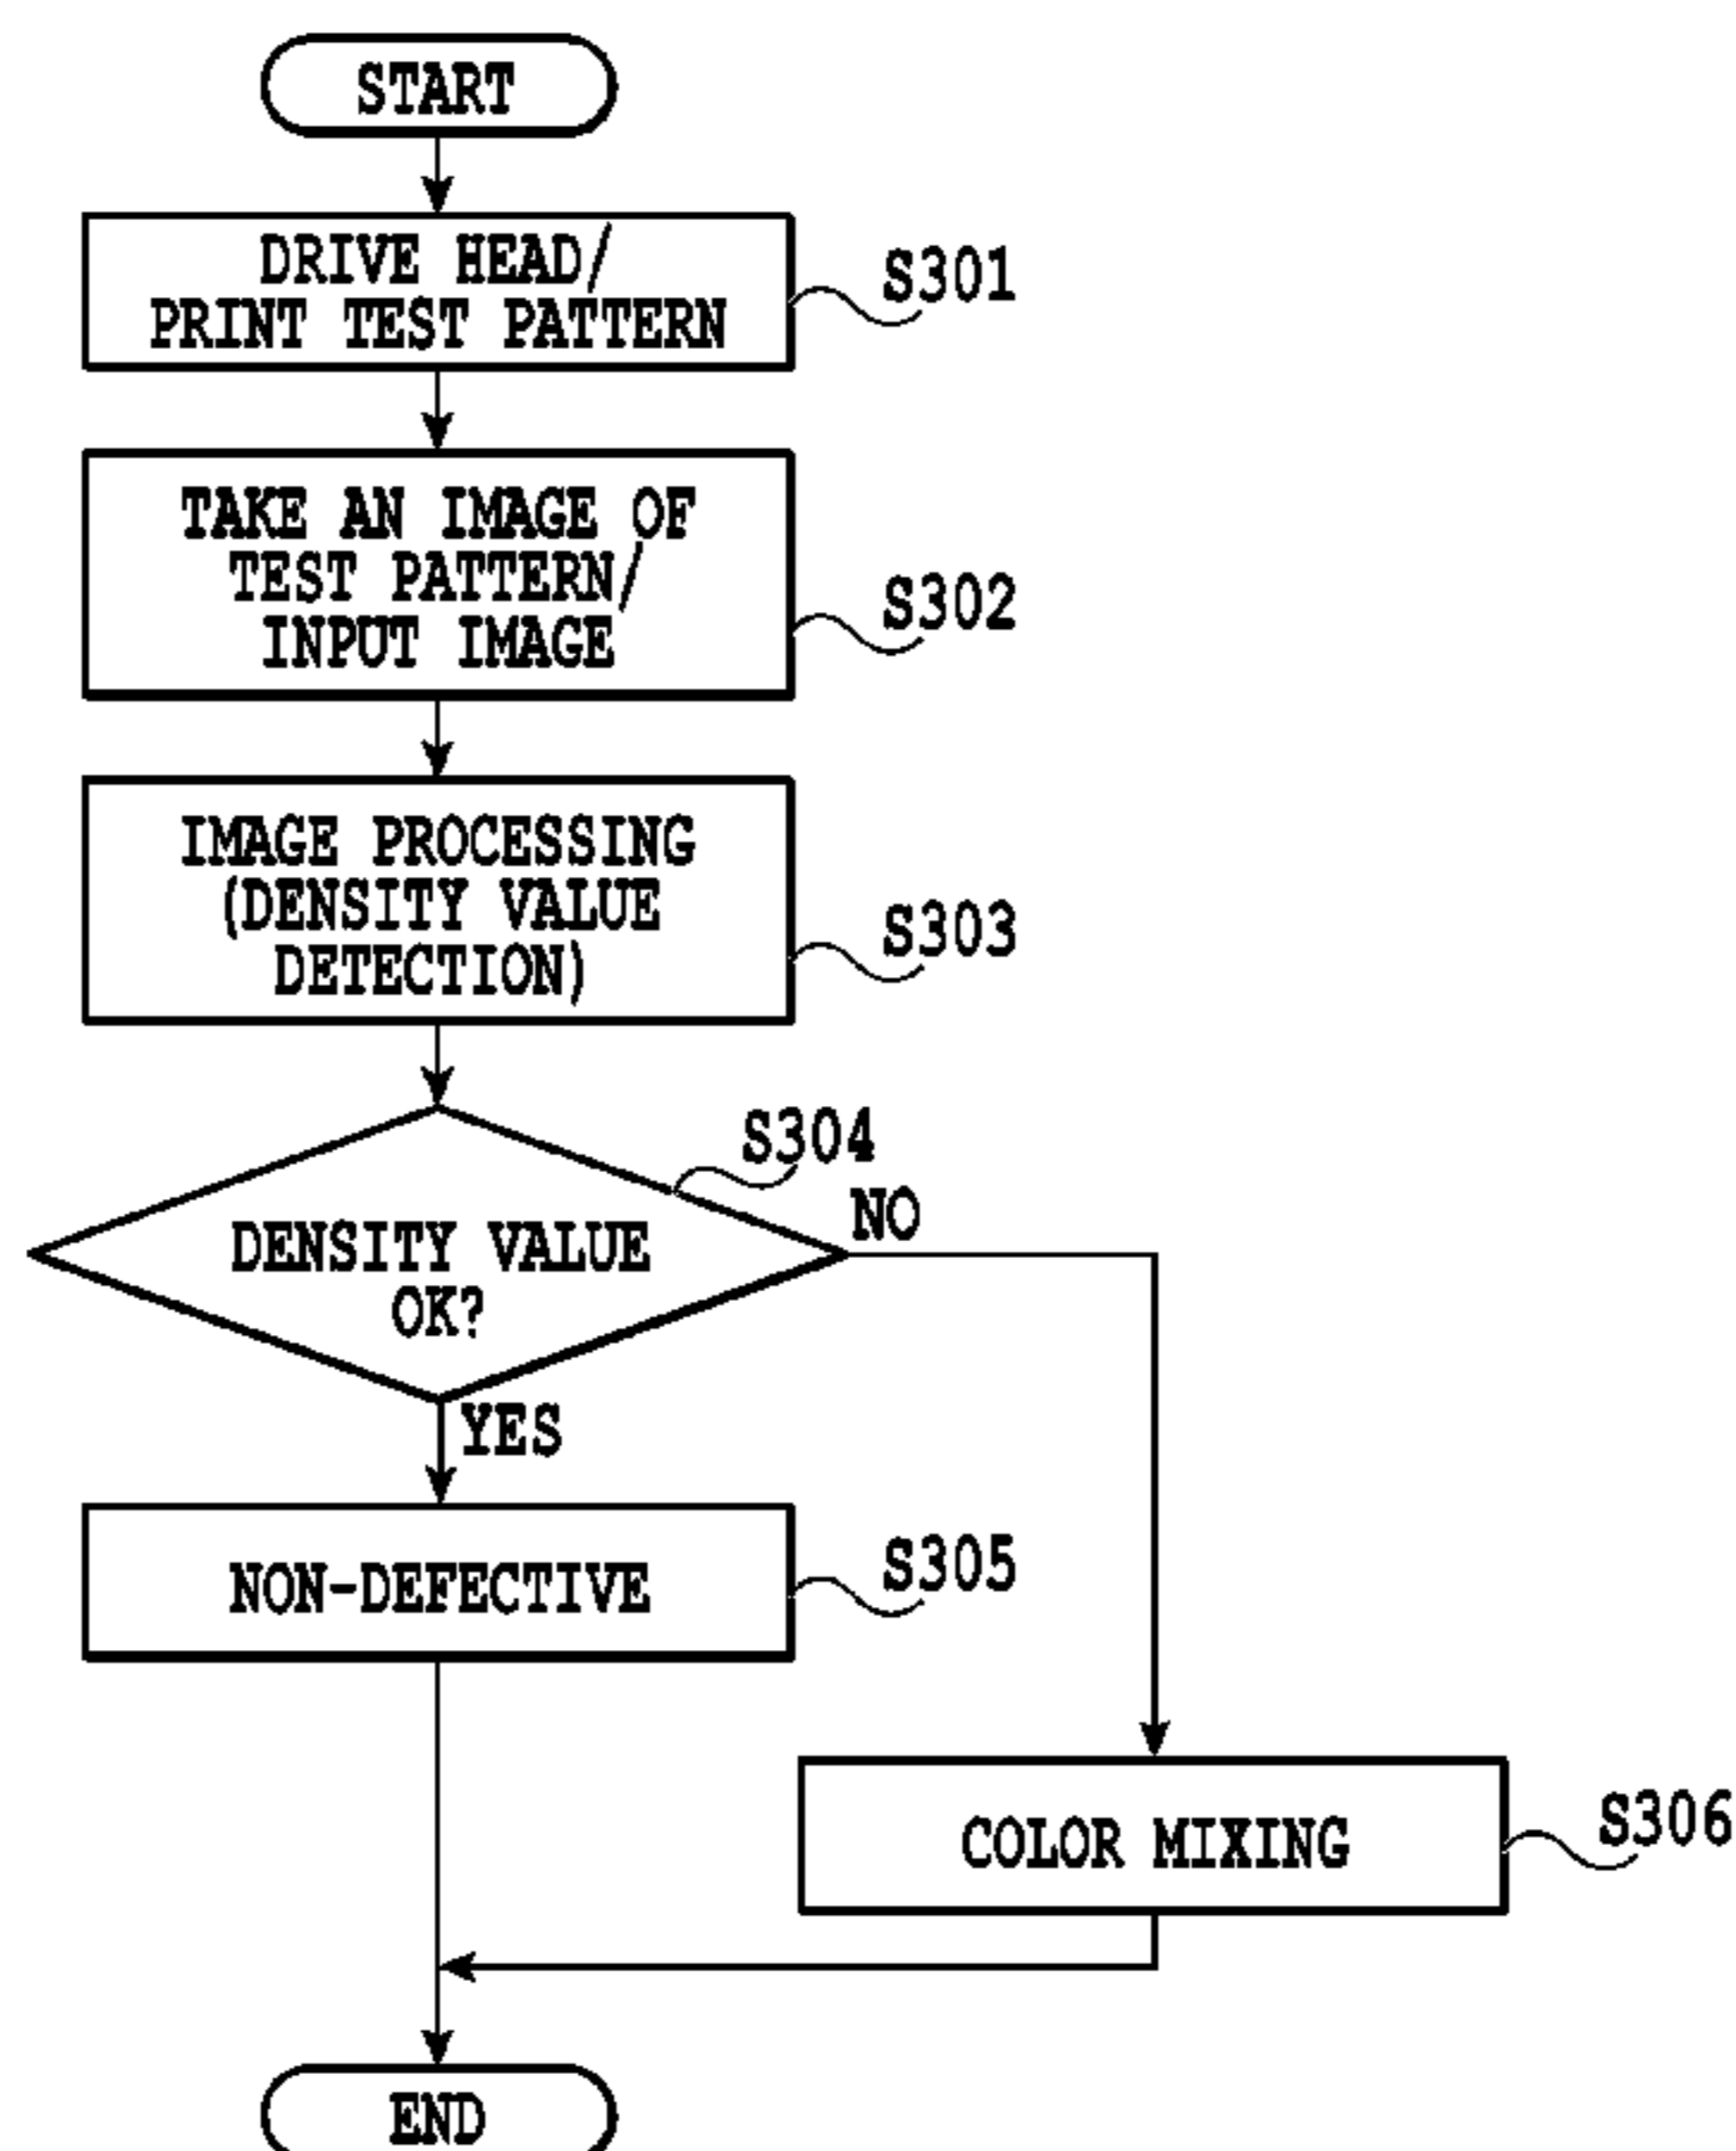 START
DRIVE HEAD/
PRINT TEST PATTERN
S301
TAKE AN IMAGE OF
TEST PATTERN/
INPUT IMAGE
S302
IMAGE PROCESSING
(DENSITY VALUE
DETECTION)
S303
S304
DENSITY VALUE
OK?
NO
YES
NON-DEFECTIVE
S305
COLOR MIXING
S306
END